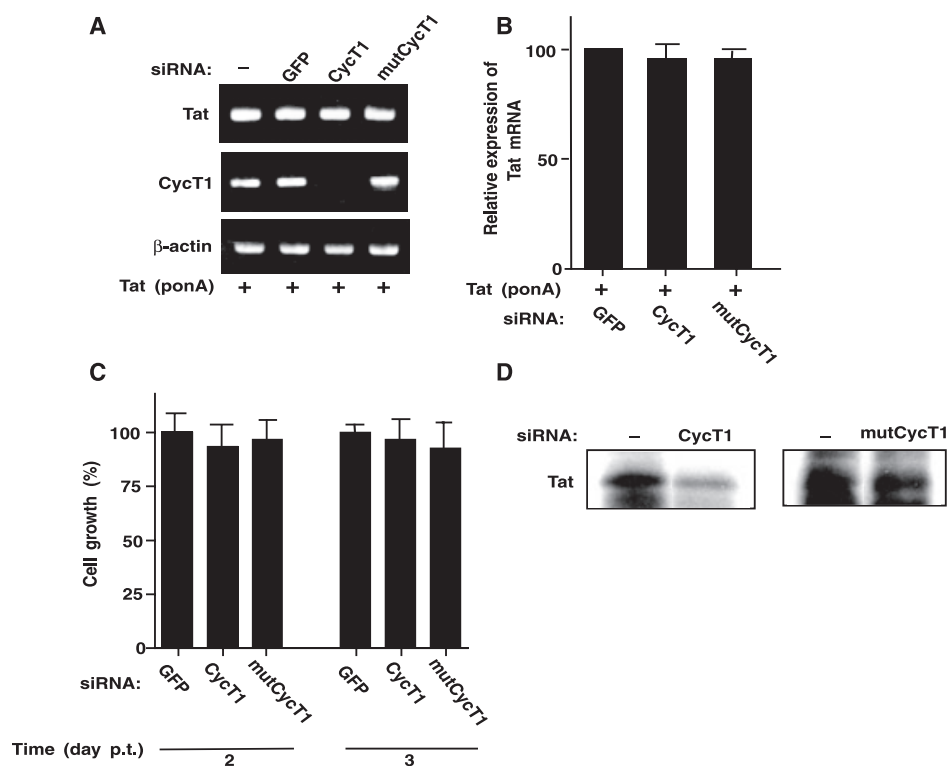 A
siRNA: – GFP CycT1 mutCycT1
Tat
CycT1
β-actin
Tat (ponA) + + + +
B
Relative expression of
Tat mRNA
100
50
0
Tat (ponA) + + +
siRNA: GFP CycT1 mutCycT1
C
Cell growth (%)
100
75
50
25
0
siRNA: GFP CycT1 mutCycT1 GFP CycT1 mutCycT1
Time (day p.t.) 2 3
D
siRNA: – CycT1 – mutCycT1
Tat